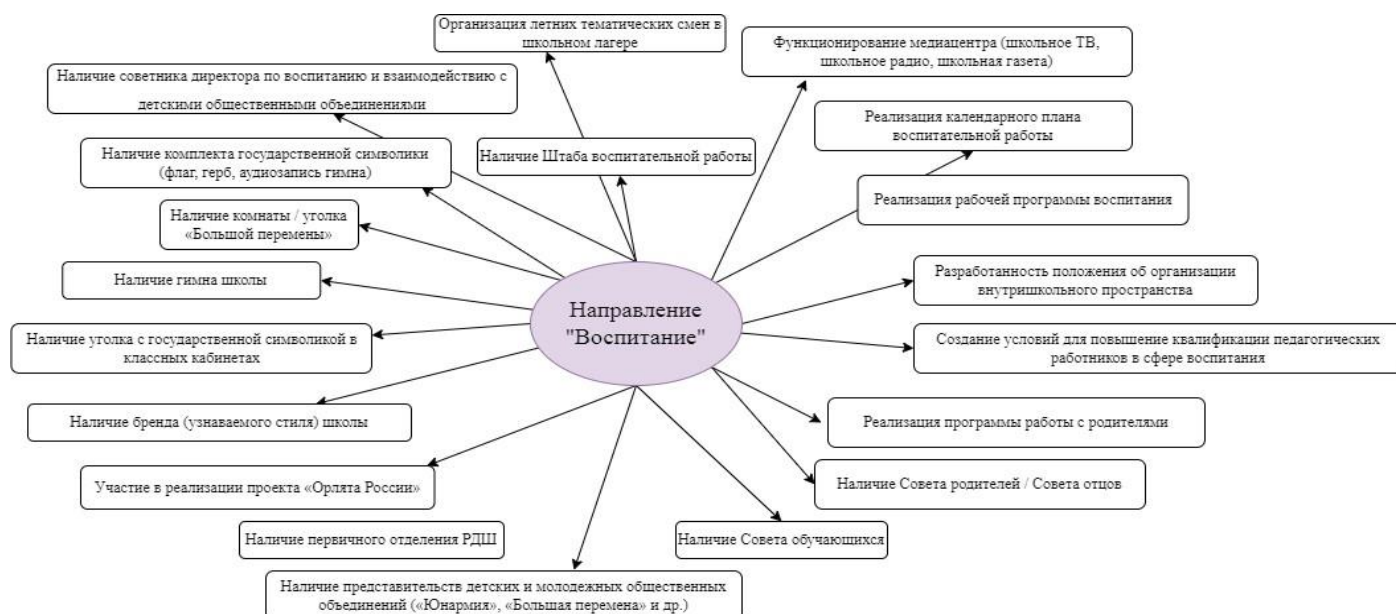 Организация летних тематических смен в
школьном лагере
Функционирование медиацентра (школьное ТВ,
школьное радио, школьная газета)
Наличие советника директора по воспитанию и взаимодействию с
детскими общественными объединениями
Реализация календарного плана
воспитательной работы
Наличие комплекта государственной символики
(флаг, герб, аудиозапись гимна)
Наличие Штаба воспитательной работы
Реализация рабочей программы воспитания
Наличие комнаты / уголка
«Большой перемены»
Наличие гимна школы
Разработанность положения об организации
внутришкольного пространства
Направление
"Воспитание"
Наличие уголка с государственной символикой в
классных кабинетах
Создание условий для повышение квалификации педагогических
работников в сфере воспитания
Наличие бренда (узнаваемого стиля) школы
Реализация программы работы с родителями
Участие в реализации проекта «Орлята России»
Наличие Совета родителей / Совета отцов
Наличие первичного отделения РДШ
Наличие Совета обучающихся
Наличие представительств детских и молодежных общественных
объединений («Юнармия», «Большая перемена» и др.)